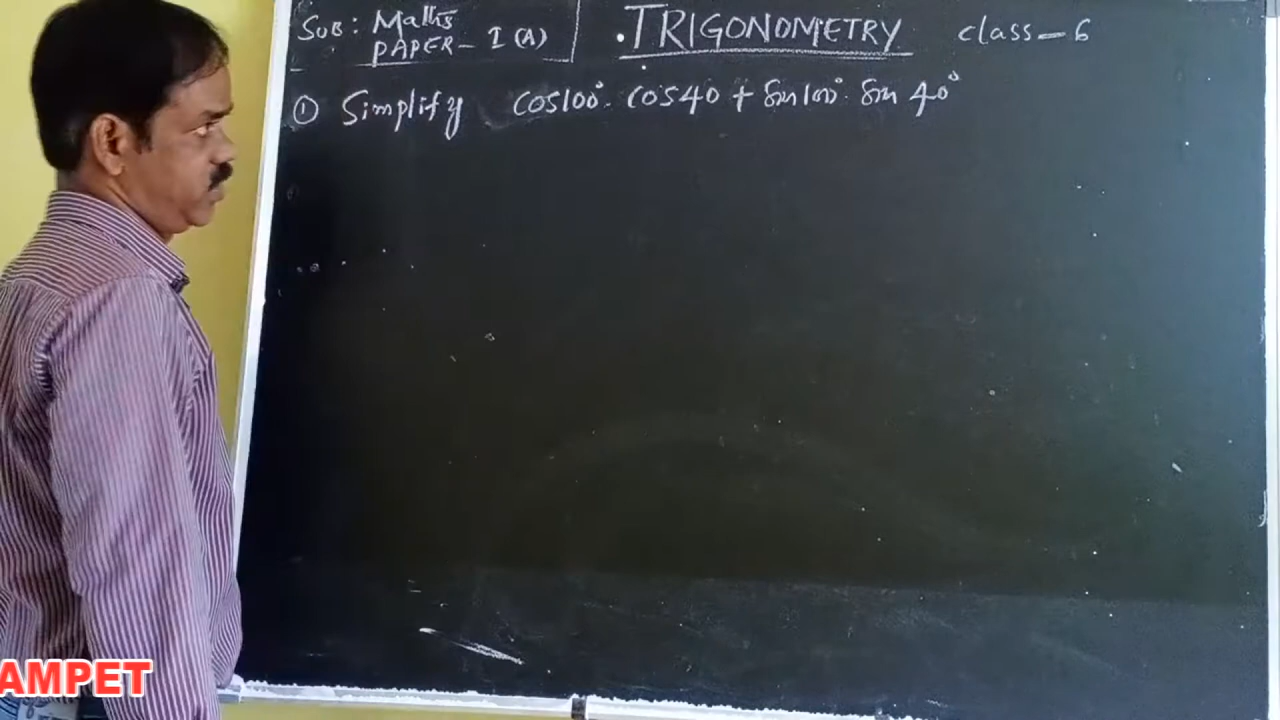 Sub: Maths
PAPER - I (A)
TRIGONOMETRY class - 6
① Simplify cos100°. cos40 + sin100°. sin 40°
AMPET